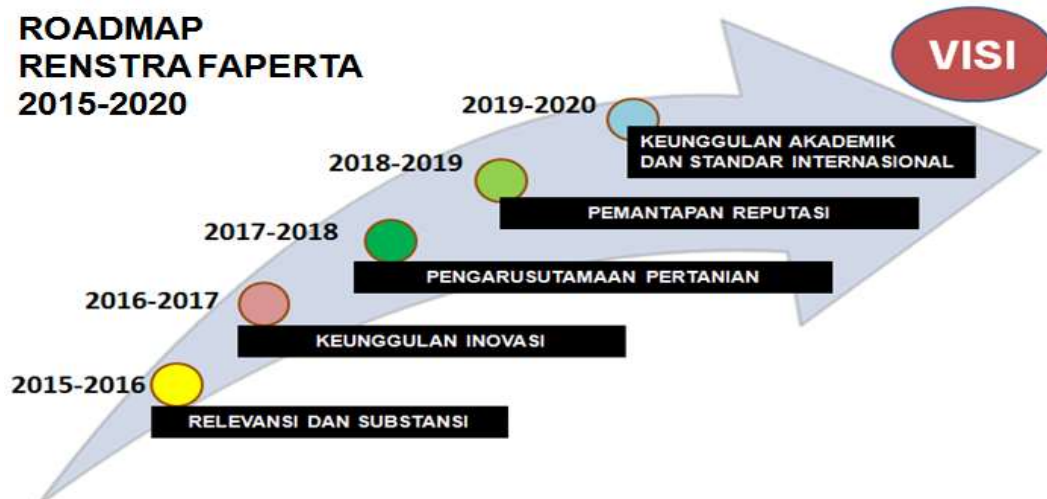 ROADMAP
RENSTRA FAPERTA
2015-2020
VISI
2019-2020
KEUNGGULAN AKADEMIK
DAN STANDAR INTERNASIONAL
2018-2019
PEMANTAPAN REPUTASI
2017-2018
PENGARUSUTAMAAN PERTANIAN
2016-2017
KEUNGGULAN INOVASI
2015-2016
RELEVANSI DAN SUBSTANSI